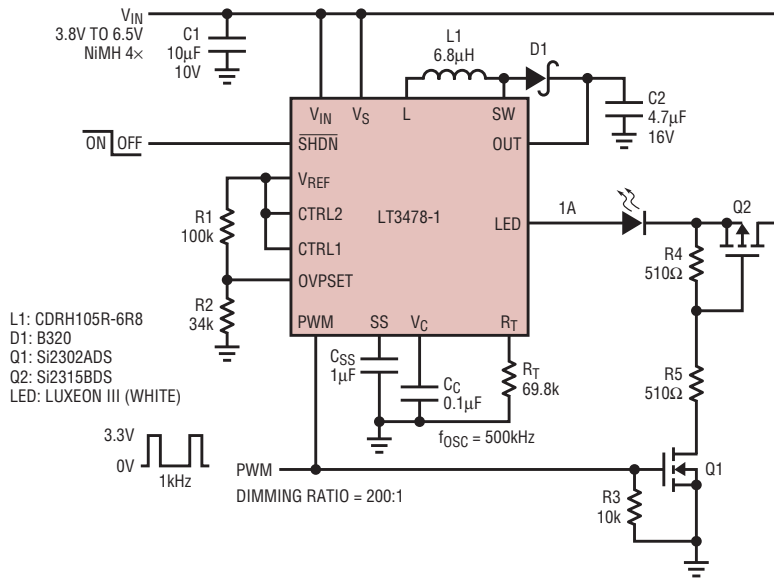 VIN
3.8V TO 6.5V
NiMH 4×
C1
10µF
10V
L1
6.8µH
D1
C2
4.7µF
16V
VIN
VS
L
SW
ON
OFF
SHDN
OUT
VREF
CTRL2
LT3478-1
CTRL1
LED
1A
Q2
R1
100k
OVPSET
R4
510Ω
R2
34k
PWM
SS
VC
RT
L1: CDRH105R-6R8
D1: B320
Q1: Si2302ADS
Q2: Si2315BDS
LED: LUXEON III (WHITE)
CSS
1µF
CC
0.1µF
RT
69.8k
R5
510Ω
fOSC = 500kHz
3.3V
0V
1kHz
PWM
Q1
DIMMING RATIO = 200:1
R3
10k